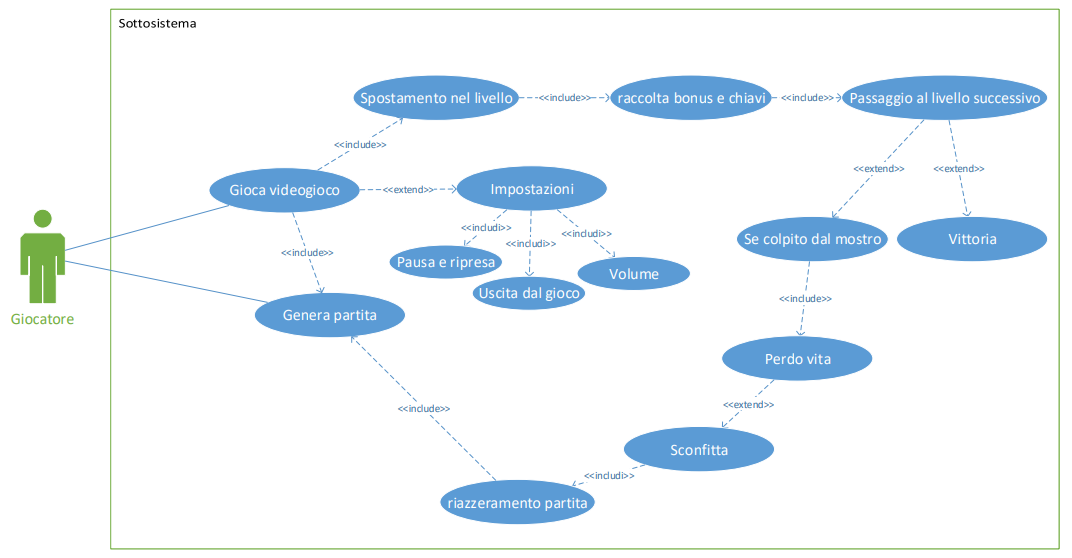 Sottosistema
Spostamento nel livello
<<include>>
raccolta bonus e chiavi
<<include>>
Passaggio al livello successivo
<<include>>
<<extend>>
<<extend>>
Gioca videogioco
<<extend>>
Impostazioni
<<includi>>
<<includi>>
<<includi>>
Se colpito dal mostro
Vittoria
<<include>>
Pausa e ripresa
Volume
Uscita dal gioco
<<include>>
Giocatore
Genera partita
Perdo vita
<<include>>
<<extend>>
Sconfitta
<<includi>>
riazzeramento partita